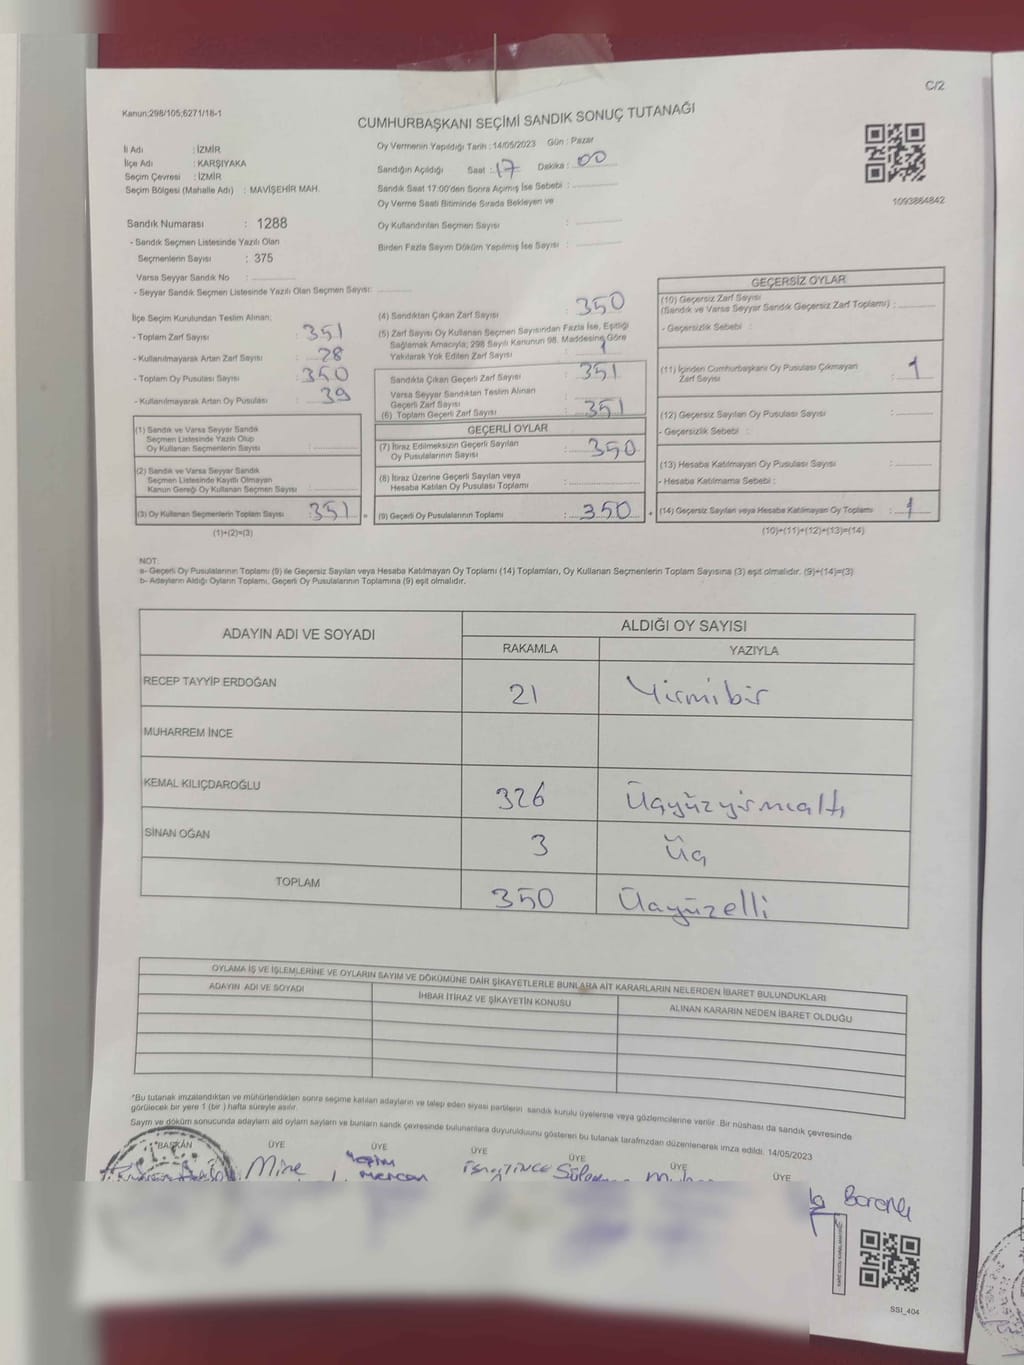 C/2
Kanun;298/105;6271/18-1
CUMHURBAŞKANI SEÇİMİ SANDIK SONUÇ TUTANAĞI
İl Adı : İZMİR
İlçe Adı : KARŞIYAKA
Seçim Çevresi : İZMİR
Seçim Bölgesi (Mahalle Adı) : MAVİŞEHİR MAH.
Oy Vermenin Yapıldığı Tarih : 14/05/2023 Gün : Pazar
Sandığın Açıldığı Saat : 17 Dakika : 00
Sandık Saat 17:00'den Sonra Açılmış İse Sebebi :
Oy Verme Saati Bitiminde Sırada Bekleyen ve
Oy Kullandırılan Seçmen Sayısı :
Birden Fazla Sayım Döküm Yapılmış İse Sayısı :
1093864842
Sandık Numarası : 1288
- Sandık Seçmen Listesinde Yazılı Olan
Seçmenlerin Sayısı : 375
Varsa Seyyar Sandık No :
- Seyyar Sandık Seçmen Listesinde Yazılı Olan Seçmen Sayısı:
İlçe Seçim Kurulundan Teslim Alınan;
- Toplam Zarf Sayısı : 351
- Kullanılmayarak Artan Zarf Sayısı : 28
- Toplam Oy Pusulası Sayısı : 350
- Kullanılmayarak Artan Oy Pusulası : 39
(1) Sandık ve Varsa Seyyar Sandık
Seçmen Listesinde Yazılı Olup
Oy Kullanan Seçmenlerin Sayısı :
(2) Sandık ve Varsa Seyyar Sandık
Seçmen Listesinde Kayıtlı Olmayan
Kanun Gereği Oy Kullanan Seçmen Sayısı :
(3) Oy Kullanan Seçmenlerin Toplam Sayısı : 351 =
(1)+(2)=(3)
(4) Sandıktan Çıkan Zarf Sayısı : 350
(5) Zarf Sayısı Oy Kullanan Seçmen Sayısından Fazla İse, Eşitliği
Sağlamak Amacıyla; 298 Sayılı Kanunun 98. Maddesine Göre
Yakılarak Yok Edilen Zarf Sayısı : 1
Sandıkta Çıkan Geçerli Zarf Sayısı : 351
Varsa Seyyar Sandıktan Teslim Alınan
Geçerli Zarf Sayısı :
(6) Toplam Geçerli Zarf Sayısı : 351
GEÇERLİ OYLAR
(7) İtiraz Edilmeksizin Geçerli Sayılan
Oy Pusulalarının Sayısı : 350
(8) İtiraz Üzerine Geçerli Sayılan veya
Hesaba Katılan Oy Pusulası Toplamı :
(9) Geçerli Oy Pusulalarının Toplamı : 350 +
GEÇERSİZ OYLAR
(10) Geçersiz Zarf Sayısı
(Sandık ve Varsa Seyyar Sandık Geçersiz Zarf Toplamı) :
- Geçersizlik Sebebi :
(11) İçinden Cumhurbaşkanı Oy Pusulası Çıkmayan
Zarf Sayısı : 1
(12) Geçersiz Sayılan Oy Pusulası Sayısı :
- Geçersizlik Sebebi :
(13) Hesaba Katılmayan Oy Pusulası Sayısı :
- Hesaba Katılmama Sebebi :
(14) Geçersiz Sayılan veya Hesaba Katılmayan Oy Toplamı : 1
(10)+(11)+(12)+(13)=(14)
NOT:
a- Geçerli Oy Pusulalarının Toplamı (9) ile Geçersiz Sayılan veya Hesaba Katılmayan Oy Toplamı (14) Toplamları, Oy Kullanan Seçmenlerin Toplam Sayısına (3) eşit olmalıdır. (9)+(14)=(3)
b- Adayların Aldığı Oyların Toplamı, Geçerli Oy Pusulalarının Toplamına (9) eşit olmalıdır.
ADAYIN ADI VE SOYADI
ALDIĞI OY SAYISI
RAKAMLA YAZIYLA
RECEP TAYYİP ERDOĞAN 21 Yirmibir
MUHARREM İNCE
KEMAL KILIÇDAROĞLU 326 Üçyüzyirmialtı
SİNAN OĞAN 3 Üç
TOPLAM 350 Üçyüzelli
OYLAMA İŞ VE İŞLEMLERİNE VE OYLARIN SAYIM VE DÖKÜMÜNE DAİR ŞİKAYETLERLE BUNLARA AİT KARARLARIN NELERDEN İBARET BULUNDUKLARI
ADAYIN ADI VE SOYADI İHBAR İTİRAZ VE ŞİKAYETİN KONUSU ALINAN KARARIN NEDEN İBARET OLDUĞU
*Bu tutanak imzalandıktan ve mühürlendikten sonra seçime katılan adayların ve talep eden siyasi partilerin sandık kurulu üyelerine veya gözlemcilerine verilir. Bir nüshası da sandık çevresinde
görülecek bir yere 1 (bir ) hafta süreyle asılır.
Sayım ve döküm sonucunda adayların ald oyların sayların ve bunların sandk çevresinde bulunanlara duyurulduunu gösteren bu tutanak tarafmzdan düzenlenerek imza edildi. 14/05/2023
BAŞKAN ÜYE ÜYE ÜYE ÜYE ÜYE ÜYE
Mine
SSİ_404